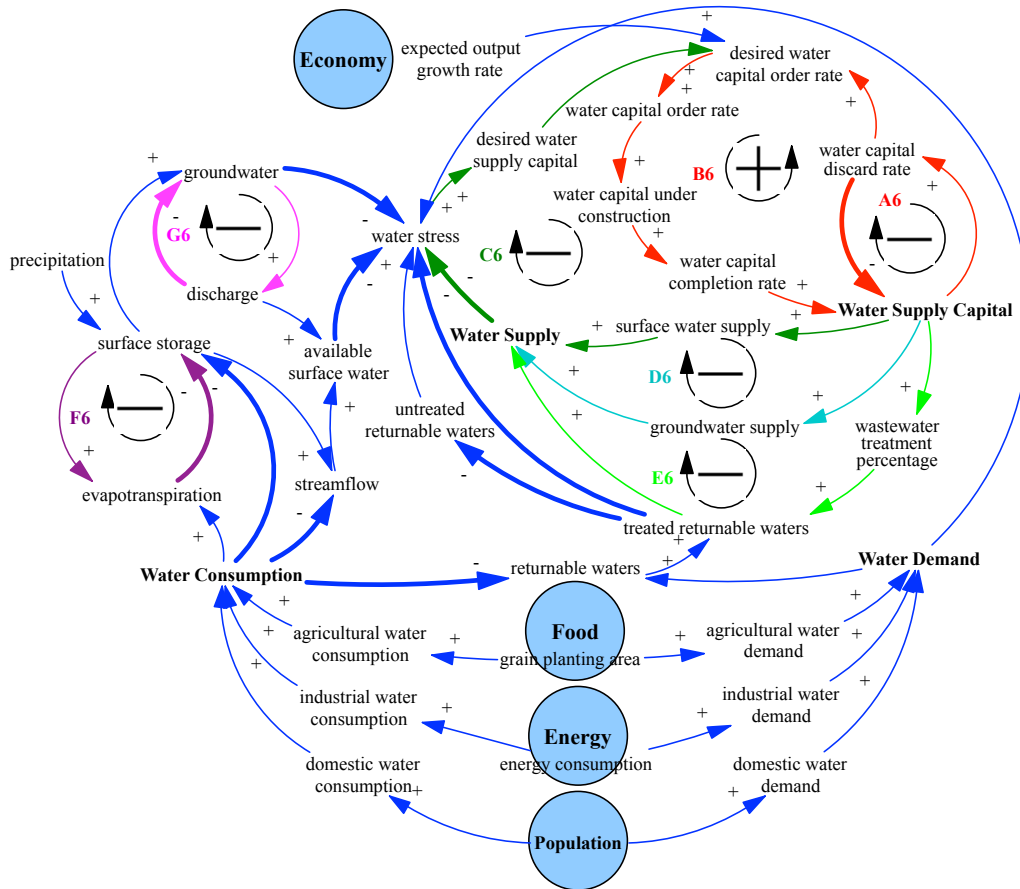 Economy
expected output
growth rate
+
desired water
capital order rate
+
+
water capital order rate
+
desired water
supply capital
+
+
+
+
B6
water capital
discard rate
A6
+
-
water capital under
construction
+
+
groundwater
-
G6
+
-
water stress
+
-
-
-
C6
precipitation
+
discharge
+
water capital
completion rate
+
Water Supply Capital
surface storage
-
-
available
surface water
+
Water Supply
+
surface water supply
+
D6
+
F6
+
untreated
returnable waters
-
groundwater supply
+
+
+
wastewater
treatment
percentage
+
evapotranspiration
+
+
streamflow
-
E6
treated returnable waters
+
+
Water Consumption
-
returnable waters
Water Demand
+
agricultural water
consumption
+
Food
grain planting area
+
agricultural water
demand
+
+
industrial water
consumption
+
Energy
energy consumption
+
industrial water
demand
+
+
domestic water
consumption
+
Population
+
domestic water
demand
+